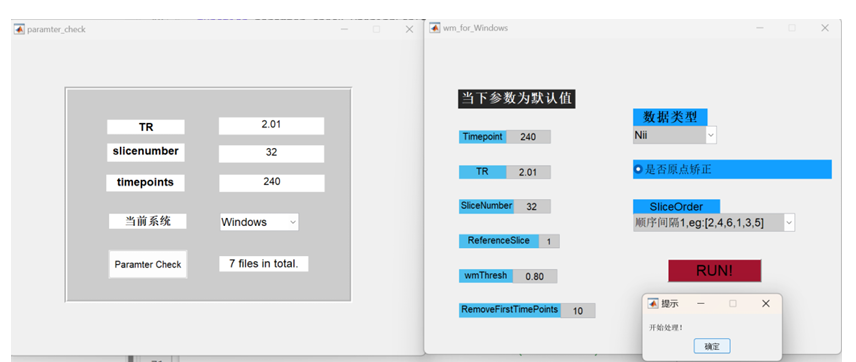 paramter_check
TR
2.01
slicenumber
32
timepoints
240
当前系统
Windows
Paramter Check
7 files in total.
wm_for_Windows
当下参数为默认值
Timepoint
240
TR
2.01
SliceNumber
32
ReferenceSlice
1
wmThresh
0.80
RemoveFirstTimePoints
10
数据类型
Nii
是否原点矫正
SliceOrder
顺序间隔1,eg:[2,4,6,1,3,5]
RUN!
提示
开始处理！
确定